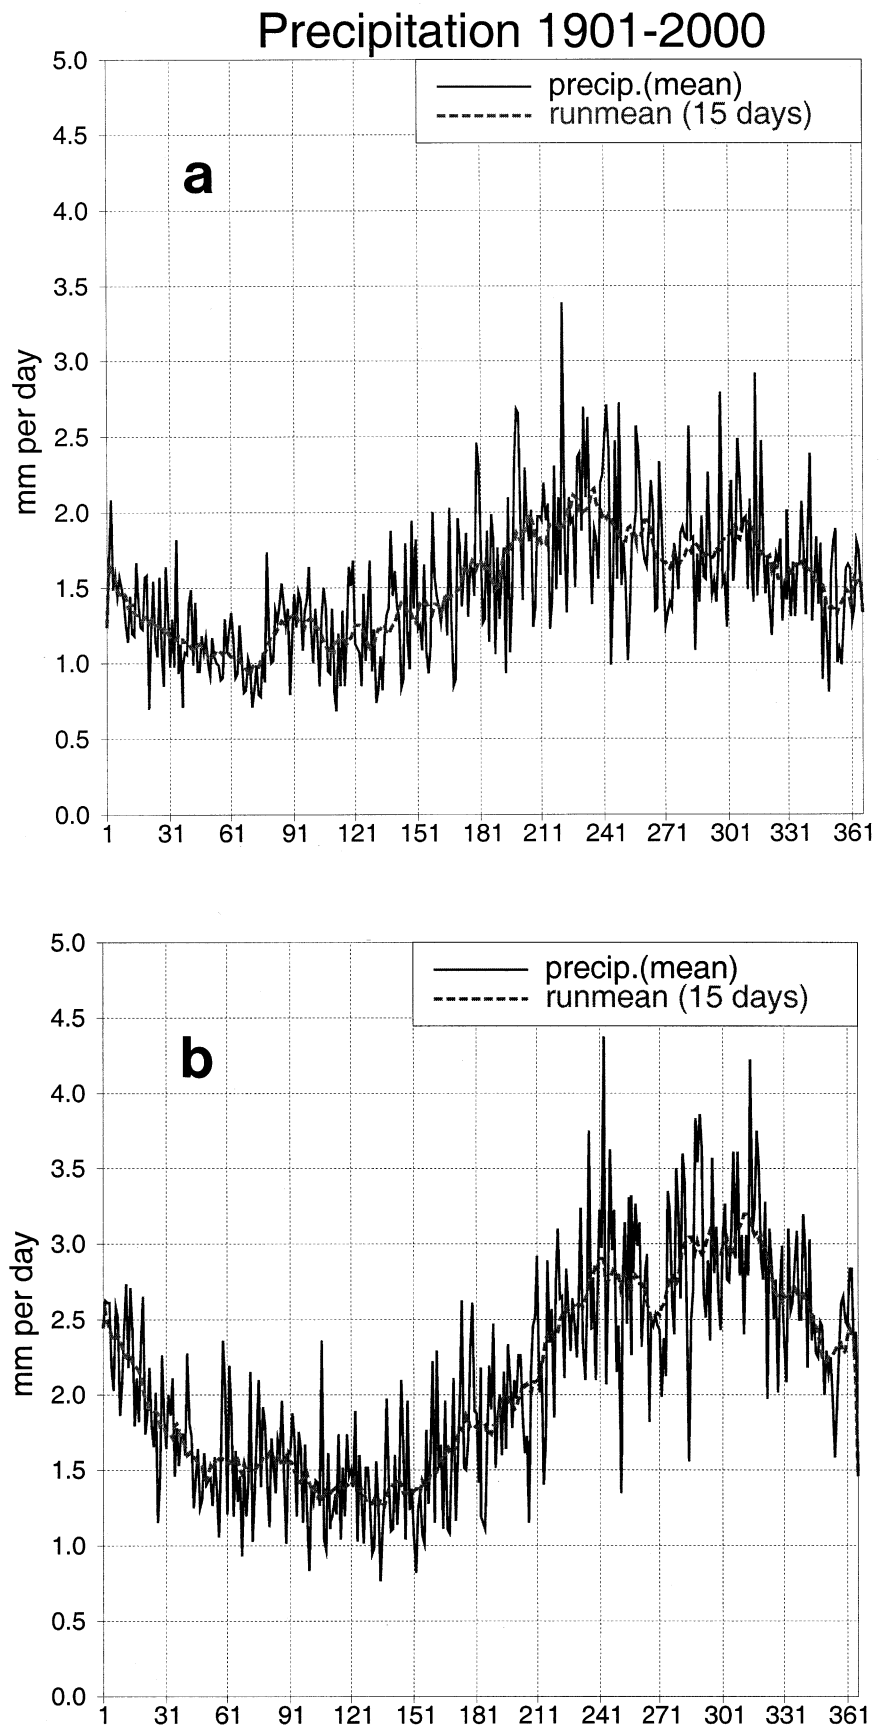 Precipitation 1901-2000
5.0
precip.(mean)
runmean (15 days)
4.5
a
4.0
3.5
3.0
2.5
2.0
1.5
1.0
0.5
0.0
mm per day
1 31 61 91 121 151 181 211 241 271 301 331 361
5.0
precip.(mean)
runmean (15 days)
4.5
b
4.0
3.5
3.0
2.5
2.0
1.5
1.0
0.5
0.0
mm per day
1 31 61 91 121 151 181 211 241 271 301 331 361